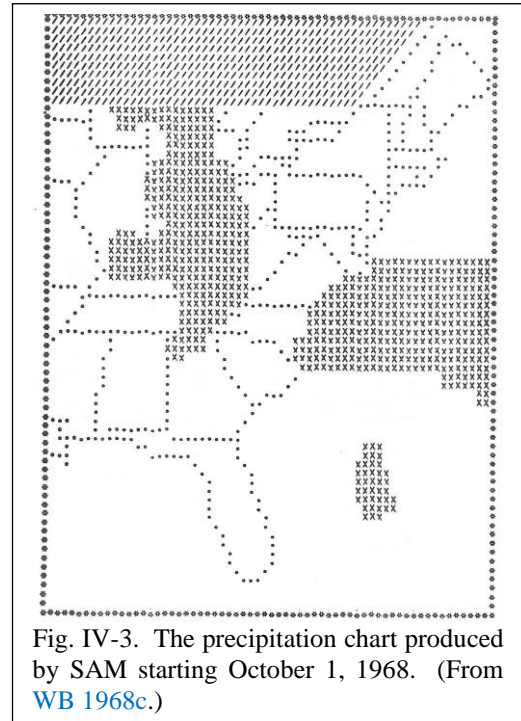 Fig. IV-3. The precipitation chart produced
by SAM starting October 1, 1968. (From
WB 1968c.)